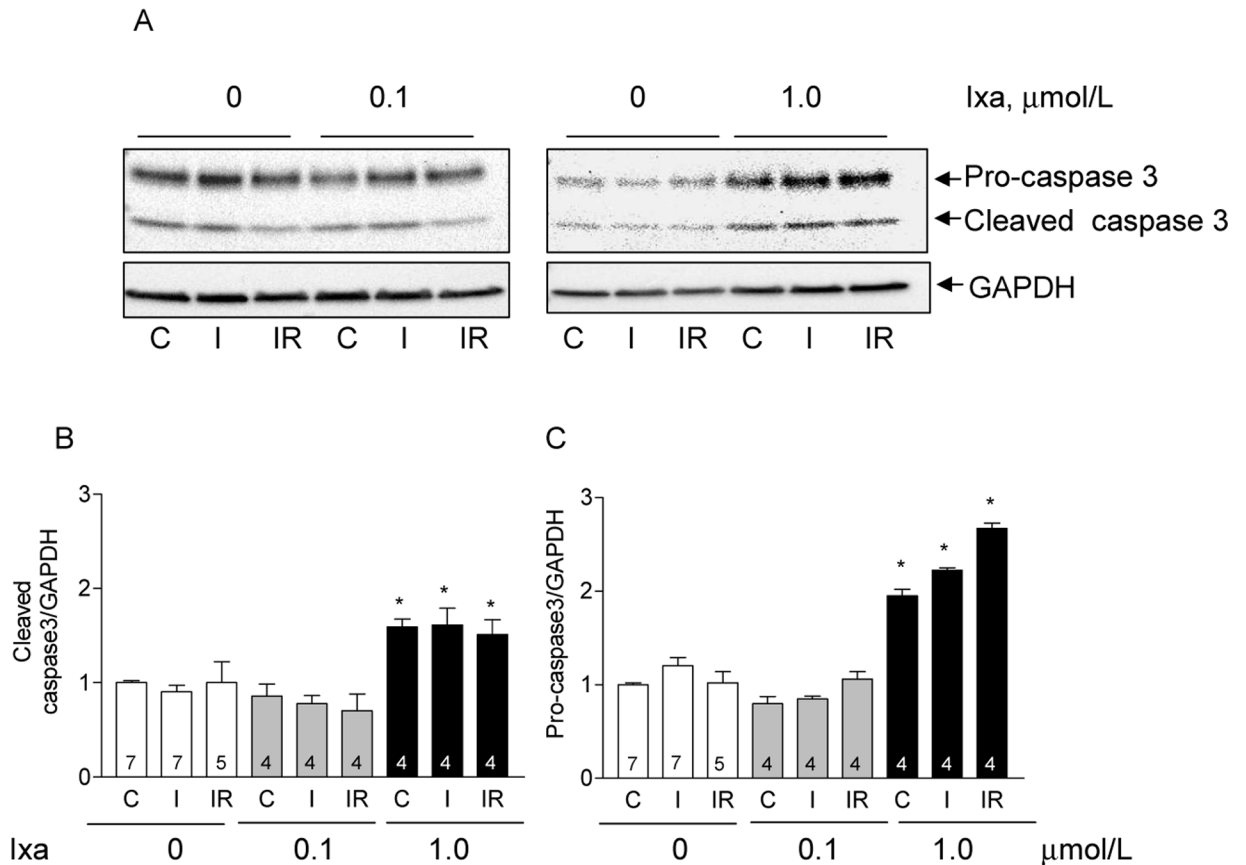 A
0 0.1 0 1.0 Ixa, μmol/L
Pro-caspase 3
Cleaved caspase 3
GAPDH
C I IR C I IR C I IR C I IR
B
Cleaved
caspase3/GAPDH
3
2
1
0
* * *
7 7 5 4 4 4 4 4 4
C I IR C I IR C I IR
Ixa 0 0.1 1.0
C
Pro-caspase3/GAPDH
3
2
1
0
* * *
7 7 5 4 4 4 4 4 4
C I IR C I IR C I IR
0 0.1 1.0 μmol/L